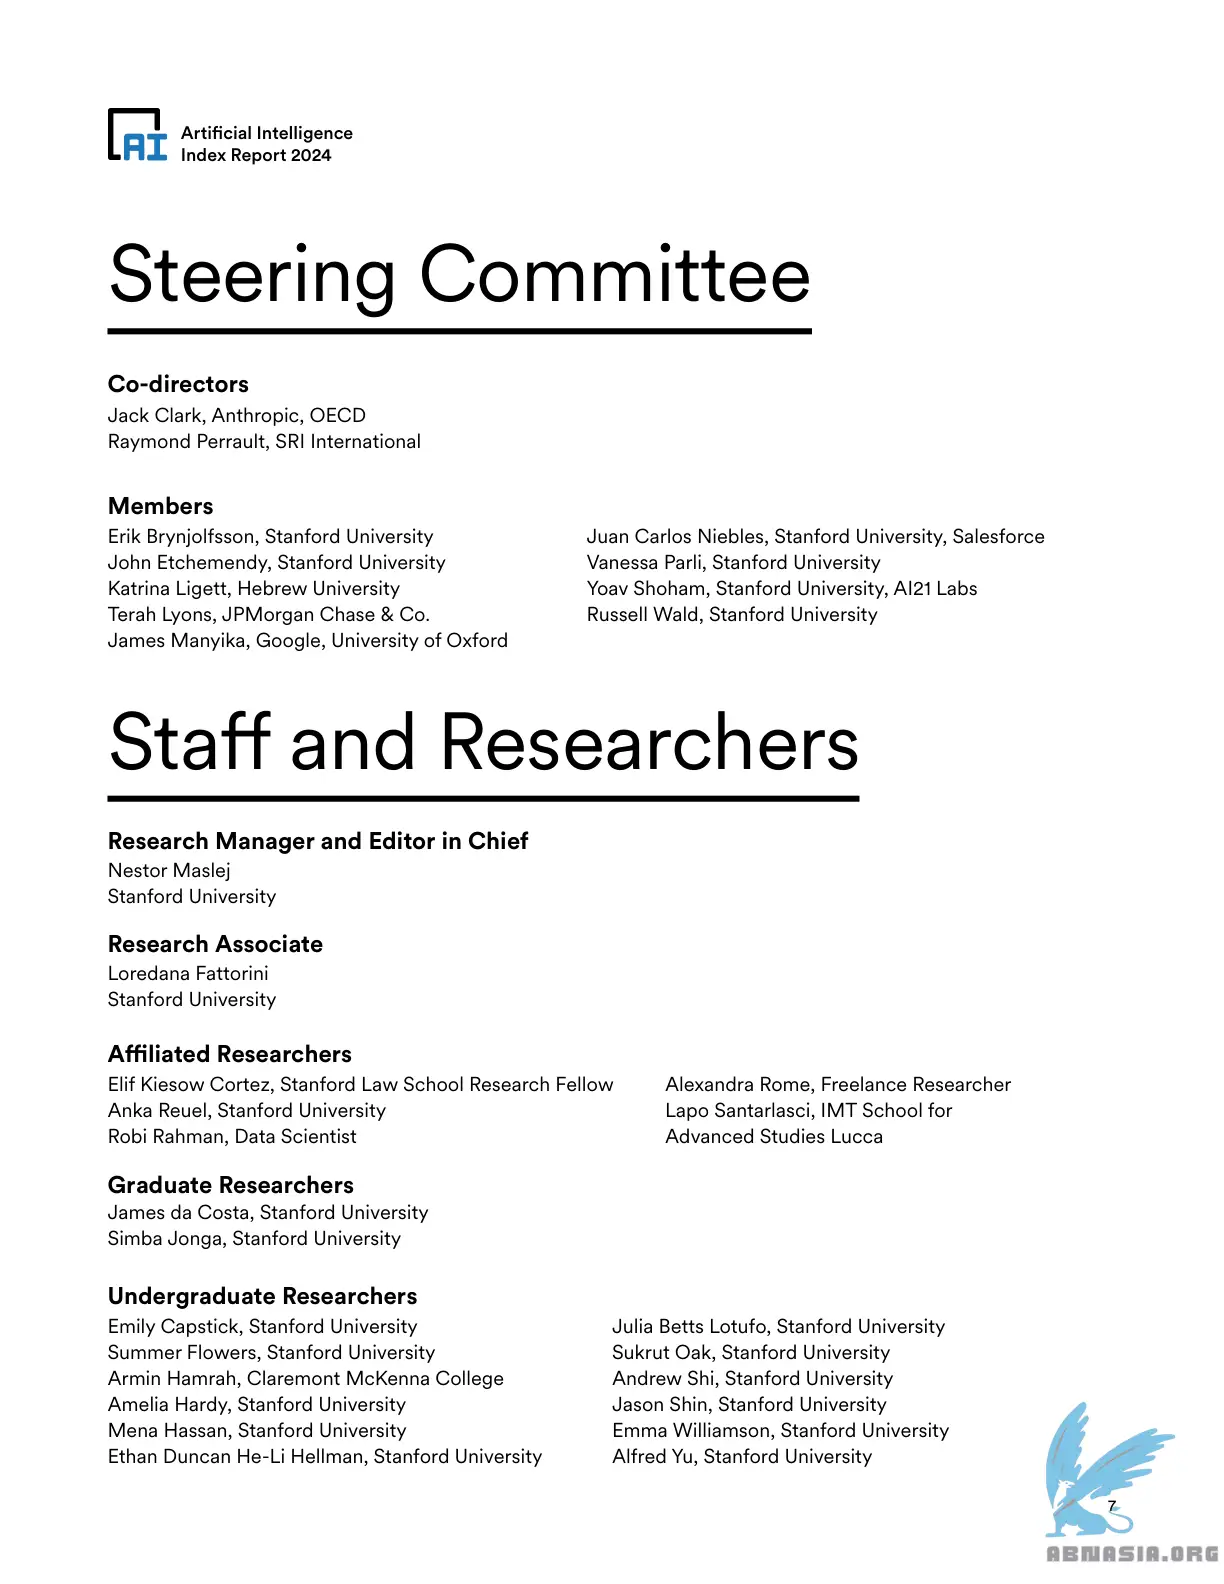 AI
Artificial Intelligence
Index Report 2024
Steering Committee
Co-directors
Jack Clark, Anthropic, OECD
Raymond Perrault, SRI International
Members
Erik Brynjolfsson, Stanford University
John Etchemendy, Stanford University
Katrina Ligett, Hebrew University
Terah Lyons, JPMorgan Chase & Co.
James Manyika, Google, University of Oxford
Juan Carlos Niebles, Stanford University, Salesforce
Vanessa Parli, Stanford University
Yoav Shoham, Stanford University, AI21 Labs
Russell Wald, Stanford University
Staff and Researchers
Research Manager and Editor in Chief
Nestor Maslej
Stanford University
Research Associate
Loredana Fattorini
Stanford University
Affiliated Researchers
Elif Kiesow Cortez, Stanford Law School Research Fellow
Anka Reuel, Stanford University
Robi Rahman, Data Scientist
Alexandra Rome, Freelance Researcher
Lapo Santarlasci, IMT School for
Advanced Studies Lucca
Graduate Researchers
James da Costa, Stanford University
Simba Jonga, Stanford University
Undergraduate Researchers
Emily Capstick, Stanford University
Summer Flowers, Stanford University
Armin Hamrah, Claremont McKenna College
Amelia Hardy, Stanford University
Mena Hassan, Stanford University
Ethan Duncan He-Li Hellman, Stanford University
Julia Betts Lotufo, Stanford University
Sukrut Oak, Stanford University
Andrew Shi, Stanford University
Jason Shin, Stanford University
Emma Williamson, Stanford University
Alfred Yu, Stanford University
7
ABNASIA.ORG